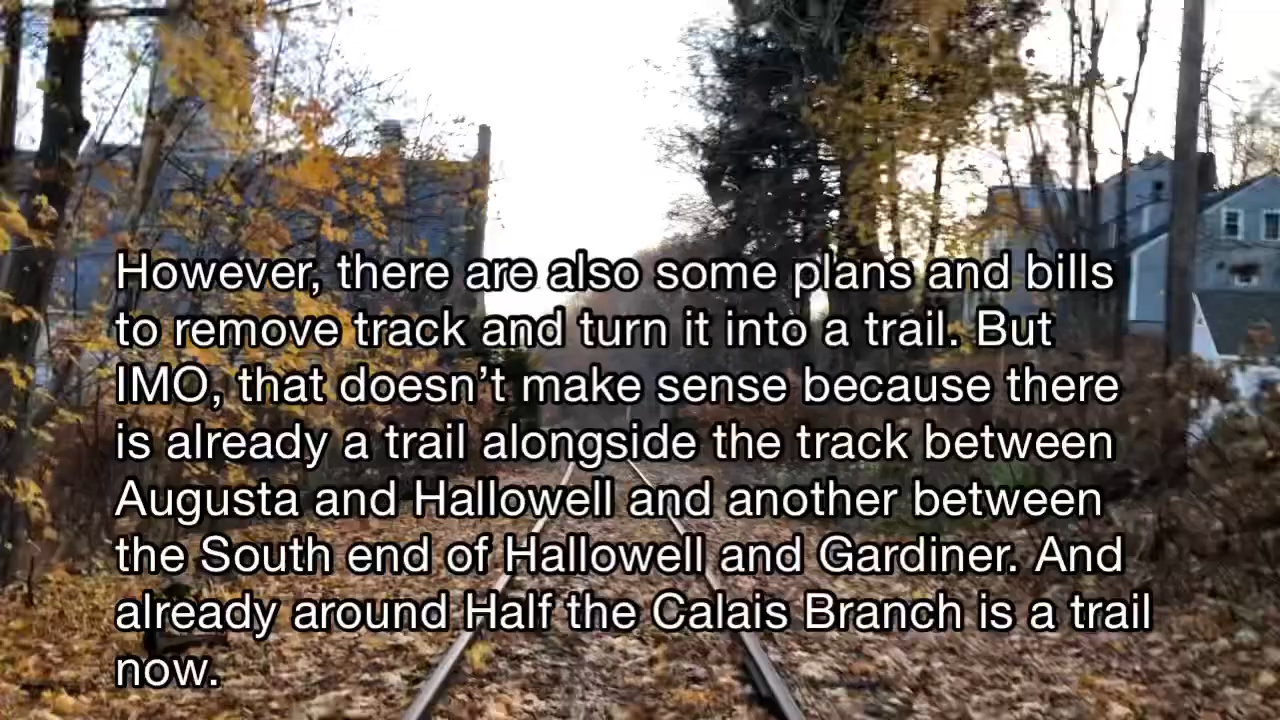 However, there are also some plans and bills
to remove track and turn it into a trail. But
IMO, that doesn’t make sense because there
is already a trail alongside the track between
Augusta and Hallowell and another between
the South end of Hallowell and Gardiner. And
already around Half the Calais Branch is a trail
now.